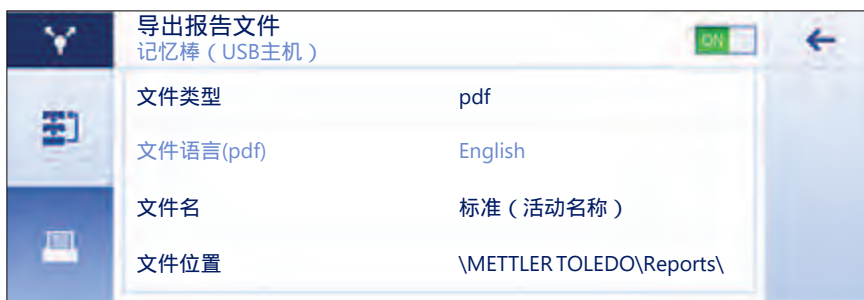 导出报告文件
记忆棒（USB主机）
ON
文件类型 pdf
文件语言(pdf) English
文件名 标准（活动名称）
文件位置 \METTLER TOLEDO\Reports\